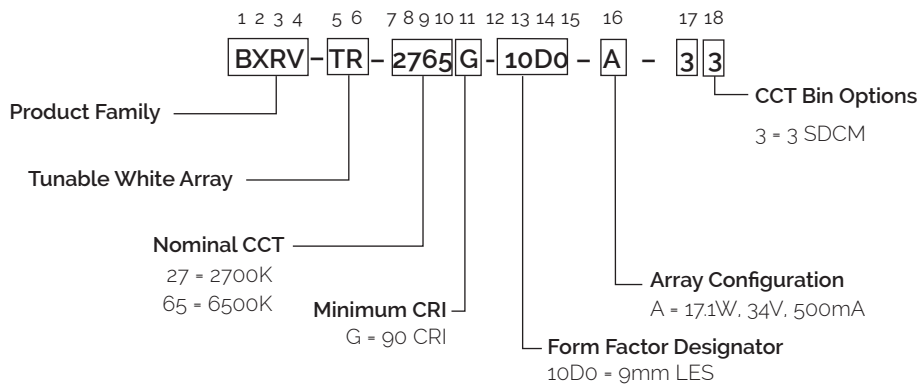 1 2 3 4 5 6 7 8 9 10 11 12 13 14 15 16 17 18
BXRV – TR – 2765 G - 10D0 – A – 3 3
CCT Bin Options
3 = 3 SDCM
Product Family
Tunable White Array
Nominal CCT
27 = 2700K
65 = 6500K
Minimum CRI
G = 90 CRI
Array Configuration
A = 17.1W, 34V, 500mA
Form Factor Designator
10D0 = 9mm LES